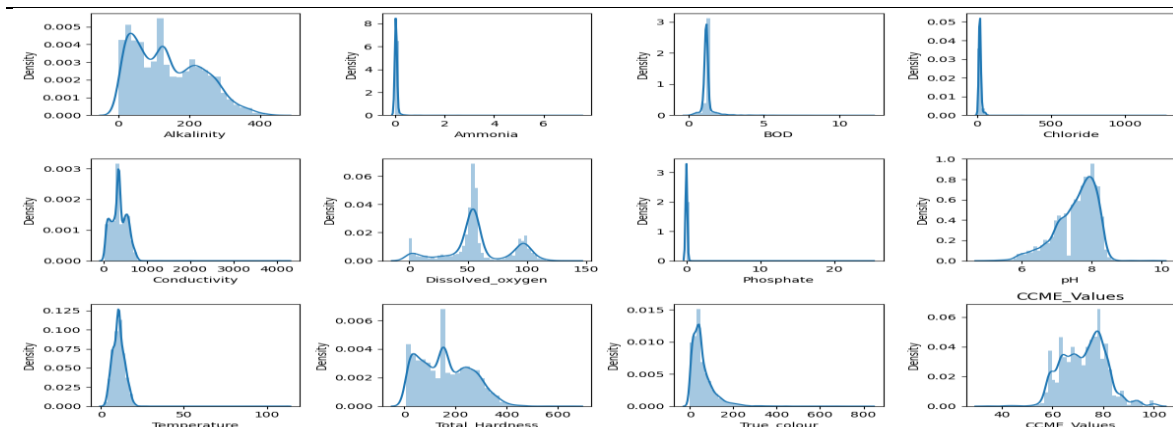 0.005
0.004
0.003
0.002
0.001
0.000
Density
0 200 400
Alkalinity
8
6
4
2
0
Density
0 2 4 6
Ammonia
3
2
1
0
Density
0 5 10
BOD
0.05
0.04
0.03
0.02
0.01
0.00
Density
0 500 1000
Chloride
0.003
0.002
0.001
0.000
Density
0 1000 2000 3000 4000
Conductivity
0.06
0.04
0.02
0.00
Density
0 50 100 150
Dissolved_oxygen
3
2
1
0
Density
0 10 20
Phosphate
1.0
0.8
0.6
0.4
0.2
0.0
Density
6 8 10
pH
0.125
0.100
0.075
0.050
0.025
0.000
Density
0 50 100
Temperature
0.006
0.004
0.002
0.000
Density
0 200 400 600
Total_Hardness
0.015
0.010
0.005
0.000
Density
0 200 400 600 800
True_colour
CCME_Values
0.06
0.04
0.02
0.00
Density
40 60 80 100
CCME_Values